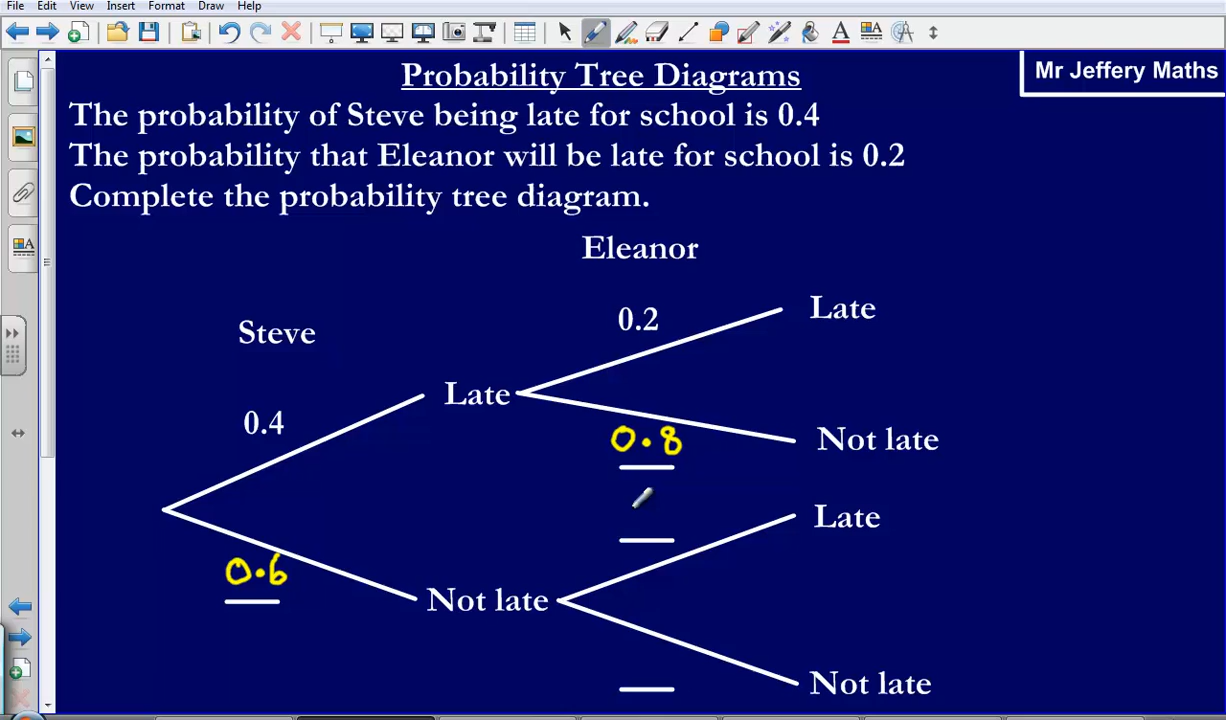 File Edit View Insert Format Draw Help
Probability Tree Diagrams
Mr Jeffery Maths
The probability of Steve being late for school is 0.4
The probability that Eleanor will be late for school is 0.2
Complete the probability tree diagram.
Eleanor
0.2
Late
Steve
0.4
Late
0.8
Not late
Late
0.6
Not late
Not late